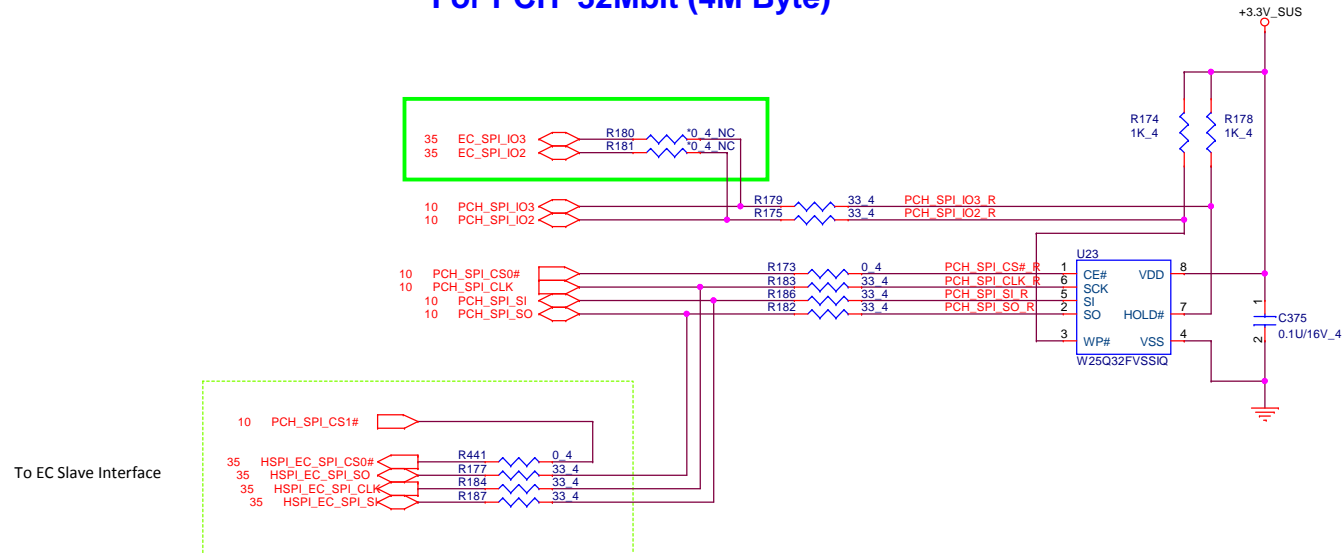 For PCH 32Mbit (4M Byte)
+3.3V_SUS
R174
1K_4
R178
1K_4
35 EC_SPI_IO3 R180 *0_4_NC
35 EC_SPI_IO2 R181 *0_4_NC
10 PCH_SPI_IO3 R179 33_4 PCH_SPI_IO3_R
10 PCH_SPI_IO2 R175 33_4 PCH_SPI_IO2_R
U23
10 PCH_SPI_CS0# R173 0_4 PCH_SPI_CS#_R 1 CE# VDD 8
10 PCH_SPI_CLK R183 33_4 PCH_SPI_CLK_R 6 SCK
10 PCH_SPI_SI R186 33_4 PCH_SPI_SI_R 5 SI
10 PCH_SPI_SO R182 33_4 PCH_SPI_SO_R 2 SO HOLD# 7
3 WP# VSS 4
W25Q32FVSSIQ
1
C375
0.1U/16V_4
2
10 PCH_SPI_CS1#
To EC Slave Interface
35 HSPI_EC_SPI_CS0# R441 0_4
35 HSPI_EC_SPI_SO R177 33_4
35 HSPI_EC_SPI_CLK R184 33_4
35 HSPI_EC_SPI_SI R187 33_4